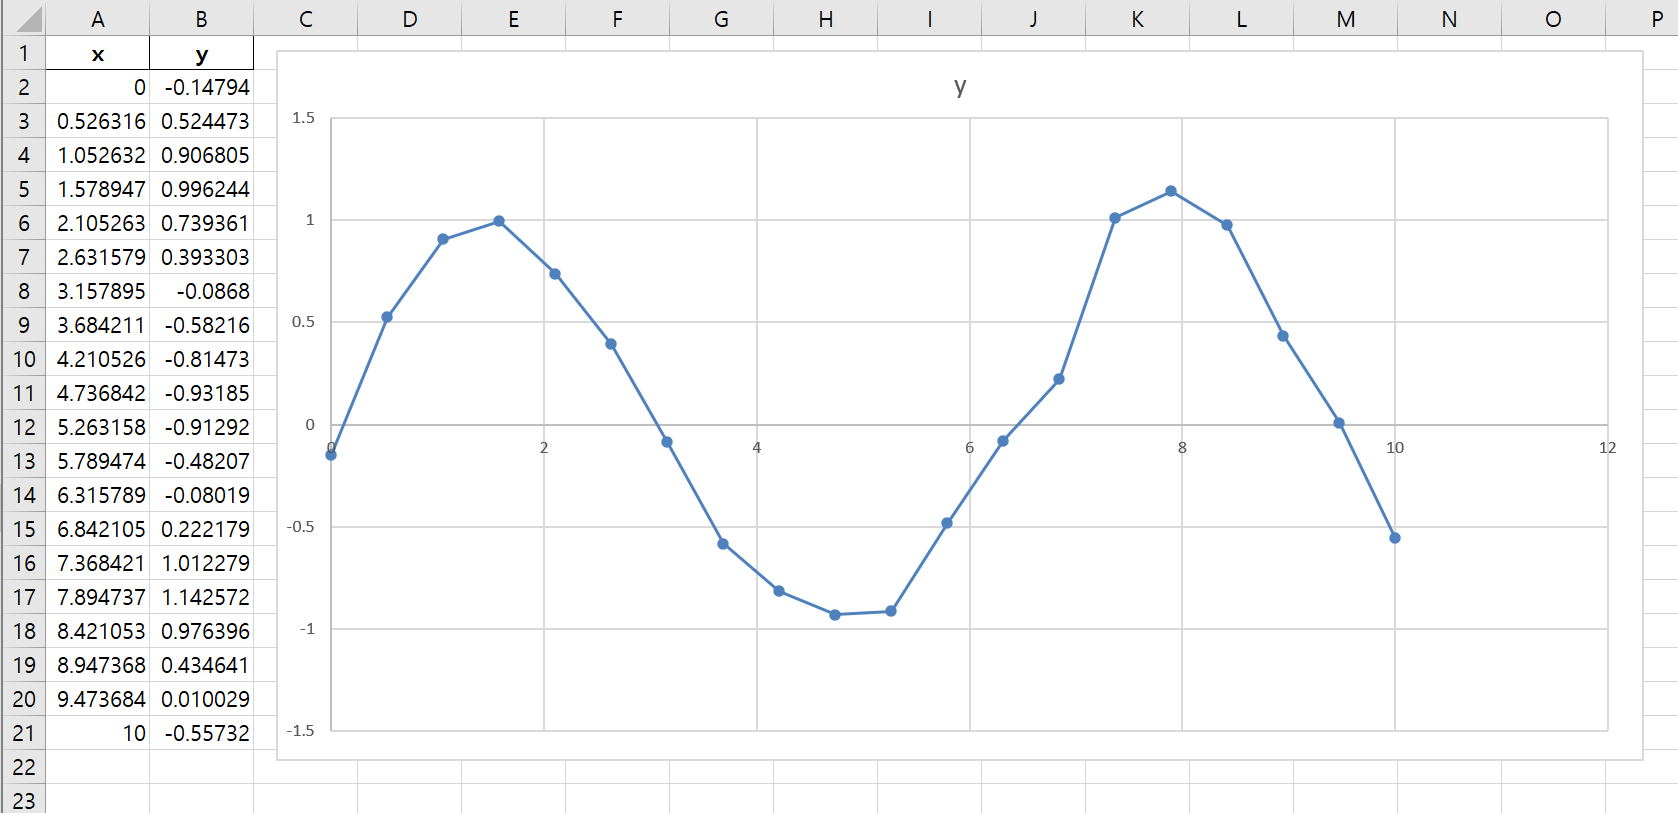 A B C D E F G H I J K L M N O P
1 x y
2 0 -0.14794
3 0.526316 0.524473
4 1.052632 0.906805
5 1.578947 0.996244
6 2.105263 0.739361
7 2.631579 0.393303
8 3.157895 -0.0868
9 3.684211 -0.58216
10 4.210526 -0.81473
11 4.736842 -0.93185
12 5.263158 -0.91292
13 5.789474 -0.48207
14 6.315789 -0.08019
15 6.842105 0.222179
16 7.368421 1.012279
17 7.894737 1.142572
18 8.421053 0.976396
19 8.947368 0.434641
20 9.473684 0.010029
21 10 -0.55732
22
23
y
1.5
1
0.5
0
0 2 4 6 8 10 12
-0.5
-1
-1.5